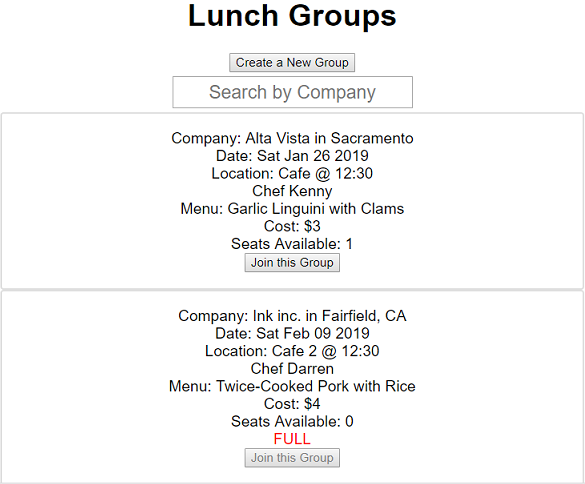 Lunch Groups
Create a New Group
Search by Company
Company: Alta Vista in Sacramento
Date: Sat Jan 26 2019
Location: Cafe @ 12:30
Chef Kenny
Menu: Garlic Linguini with Clams
Cost: $3
Seats Available: 1
Join this Group
Company: Ink inc. in Fairfield, CA
Date: Sat Feb 09 2019
Location: Cafe 2 @ 12:30
Chef Darren
Menu: Twice-Cooked Pork with Rice
Cost: $4
Seats Available: 0
FULL
Join this Group